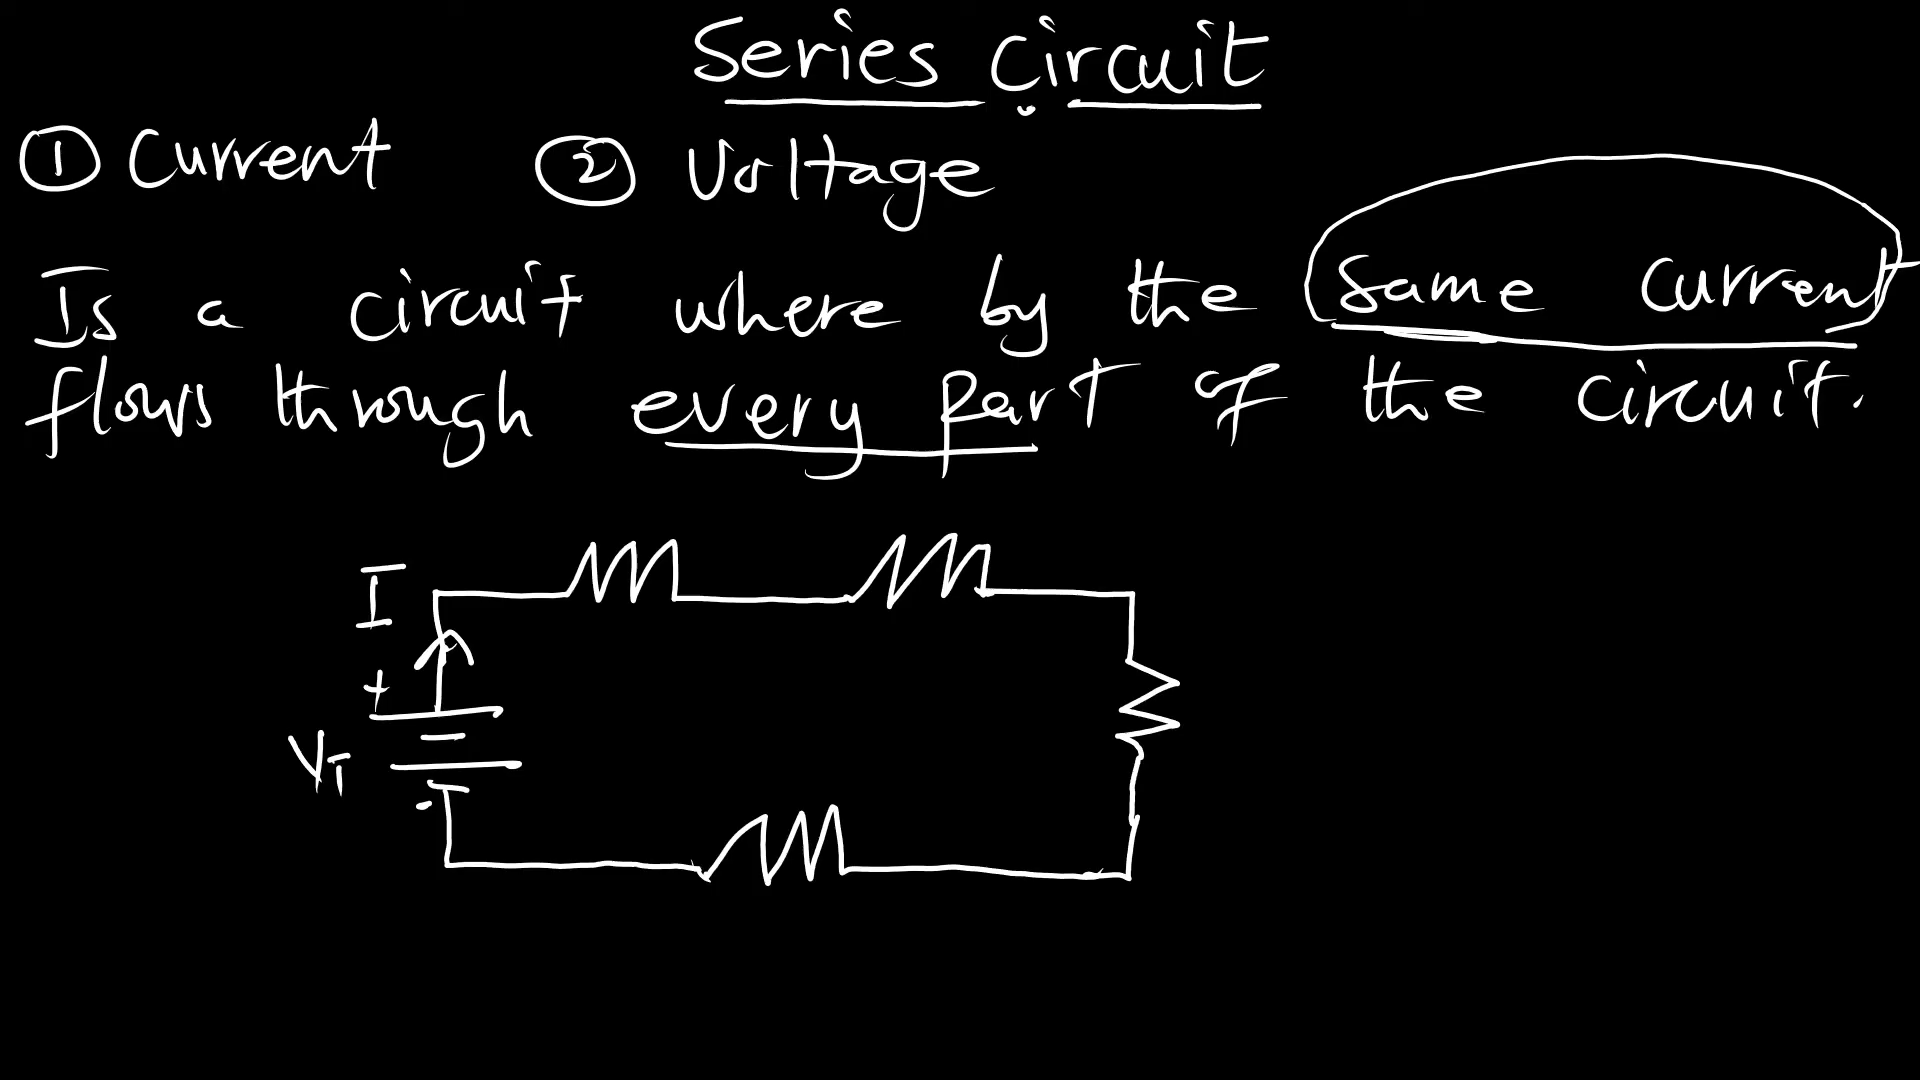 Series Circuit
① Current ② Voltage
Is a circuit where by the same current
flows through every part of the circuit.
I
+
VT
-